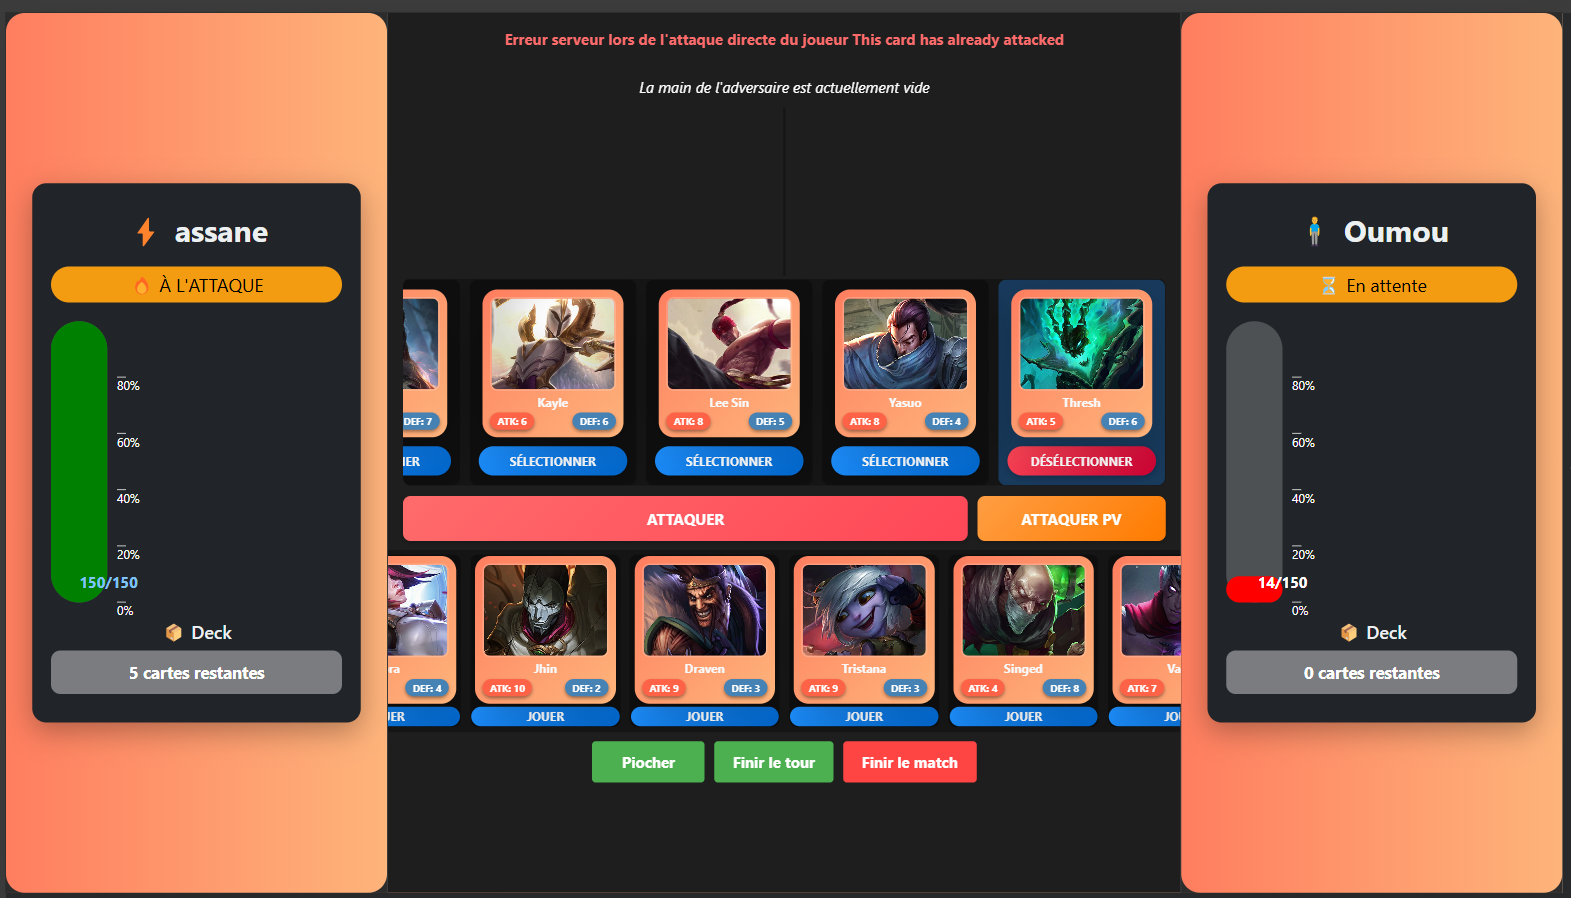 Erreur serveur lors de l'attaque directe du joueur This card has already attacked
La main de l'adversaire est actuellement vide
assane
À L'ATTAQUE
80%
60%
40%
20%
150/150
0%
Deck
5 cartes restantes
DEF: 7
Kayle
ATK: 6 DEF: 6
SÉLECTIONNER
Lee Sin
ATK: 8 DEF: 5
SÉLECTIONNER
Yasuo
ATK: 8 DEF: 4
SÉLECTIONNER
Thresh
ATK: 5 DEF: 6
DÉSÉLECTIONNER
ATTAQUER
ATTAQUER PV
DEF: 4
Jhin
ATK: 10 DEF: 2
JOUER
Draven
ATK: 9 DEF: 3
JOUER
Tristana
ATK: 9 DEF: 3
JOUER
Singed
ATK: 4 DEF: 8
JOUER
Va
ATK: 7
JOU
Piocher
Finir le tour
Finir le match
Oumou
En attente
80%
60%
40%
20%
14/150
0%
Deck
0 cartes restantes